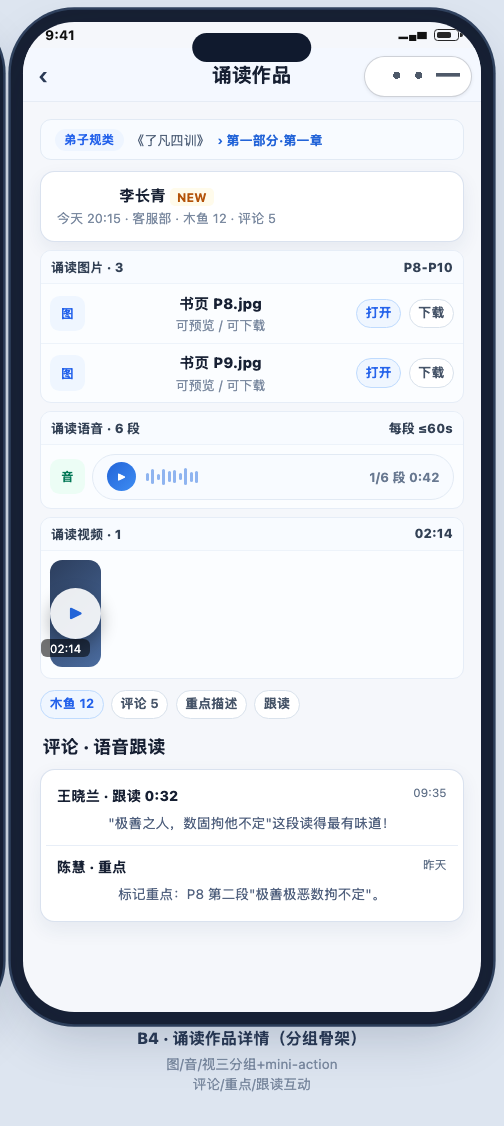 9:41
‹ 诵读作品
弟子规类 《了凡四训》 › 第一部分·第一章
李长青 NEW
今天 20:15 · 客服部 · 木鱼 12 · 评论 5
诵读图片 · 3 P8-P10
图 书页 P8.jpg 打开 下载
可预览 / 可下载
图 书页 P9.jpg 打开 下载
可预览 / 可下载
诵读语音 · 6 段 每段 ≤60s
音 1/6 段 0:42
诵读视频 · 1 02:14
02:14
木鱼 12 评论 5 重点描述 跟读
评论 · 语音跟读
王晓兰 · 跟读 0:32 09:35
"极善之人，数固拘他不定"这段读得最有味道！
陈慧 · 重点 昨天
标记重点：P8 第二段"极善极恶数拘不定"。
B4 · 诵读作品详情（分组骨架）
图/音/视三分组+mini-action
评论/重点/跟读互动